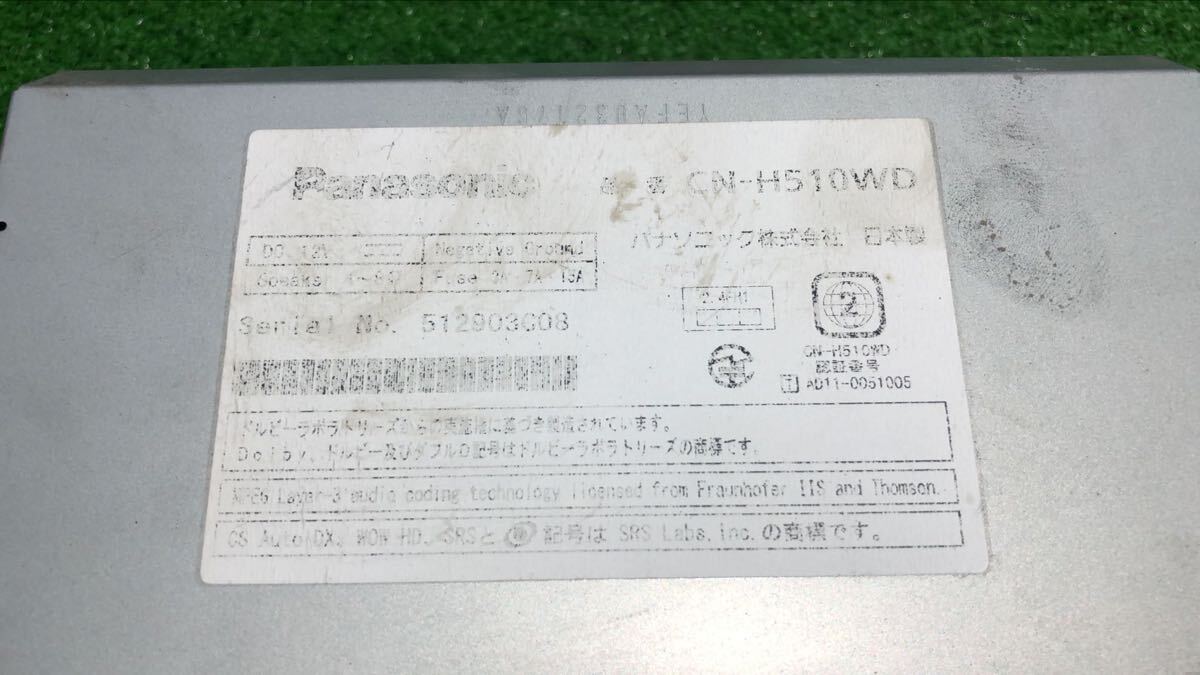 Panasonic 品番 CN-H510WD
パナソニック株式会社 日本製
DC 12V Negative Ground
Speaks 4~8Ω Fuse 2A 7A 15A
2.4FH1
Serial No. 512903C08
CN-H510WD
認証番号
T AD11-0051005
ドルビーラボラトリーズからの実施権に基づき製造されています。
Dolby、ドルビー及びダブルD記号はドルビーラボラトリーズの商標です。
MPEG Layer-3 audio coding technology licensed from Fraunhofer IIS and Thomson.
CS Auto DX, WOW HD, SRSと 記号は SRS Labs, inc.の商標です。